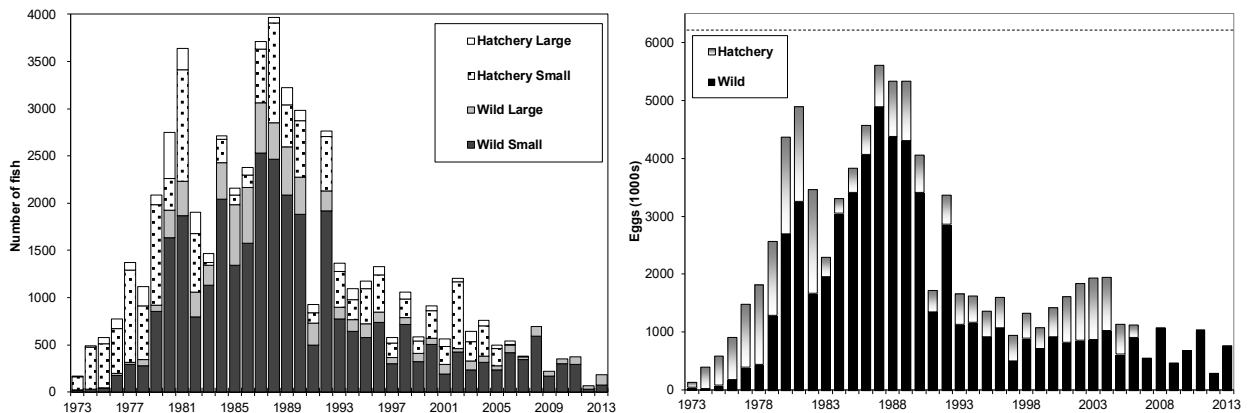 4000
3500
3000
2500
2000
1500
1000
500
0
Number of fish
Hatchery Large
Hatchery Small
Wild Large
Wild Small
1973 1977 1981 1985 1989 1993 1997 2001 2005 2009 2013
6000
5000
4000
3000
2000
1000
0
Eggs (1000s)
Hatchery
Wild
1973 1978 1983 1988 1993 1998 2003 2008 2013